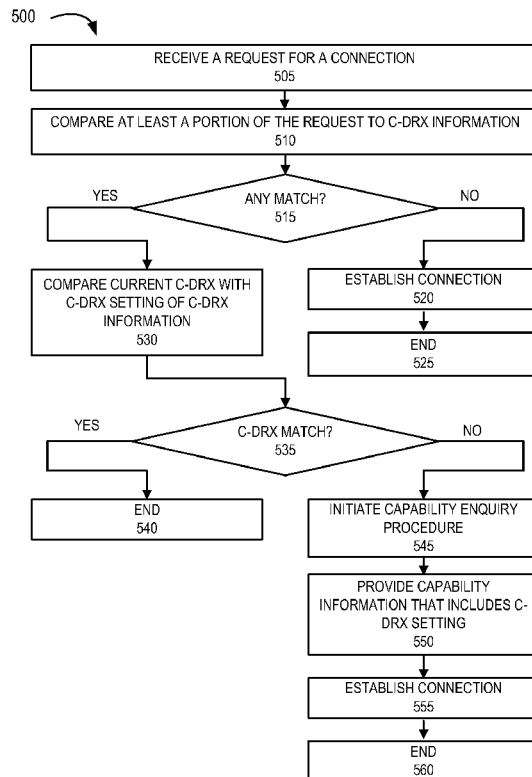 500
RECEIVE A REQUEST FOR A CONNECTION
505
COMPARE AT LEAST A PORTION OF THE REQUEST TO C-DRX INFORMATION
510
YES
ANY MATCH?
515
NO
COMPARE CURRENT C-DRX WITH
C-DRX SETTING OF C-DRX
INFORMATION
530
ESTABLISH CONNECTION
520
END
525
YES
C-DRX MATCH?
535
NO
END
540
INITIATE CAPABILITY ENQUIRY
PROCEDURE
545
PROVIDE CAPABILITY
INFORMATION THAT INCLUDES C-
DRX SETTING
550
ESTABLISH CONNECTION
555
END
560